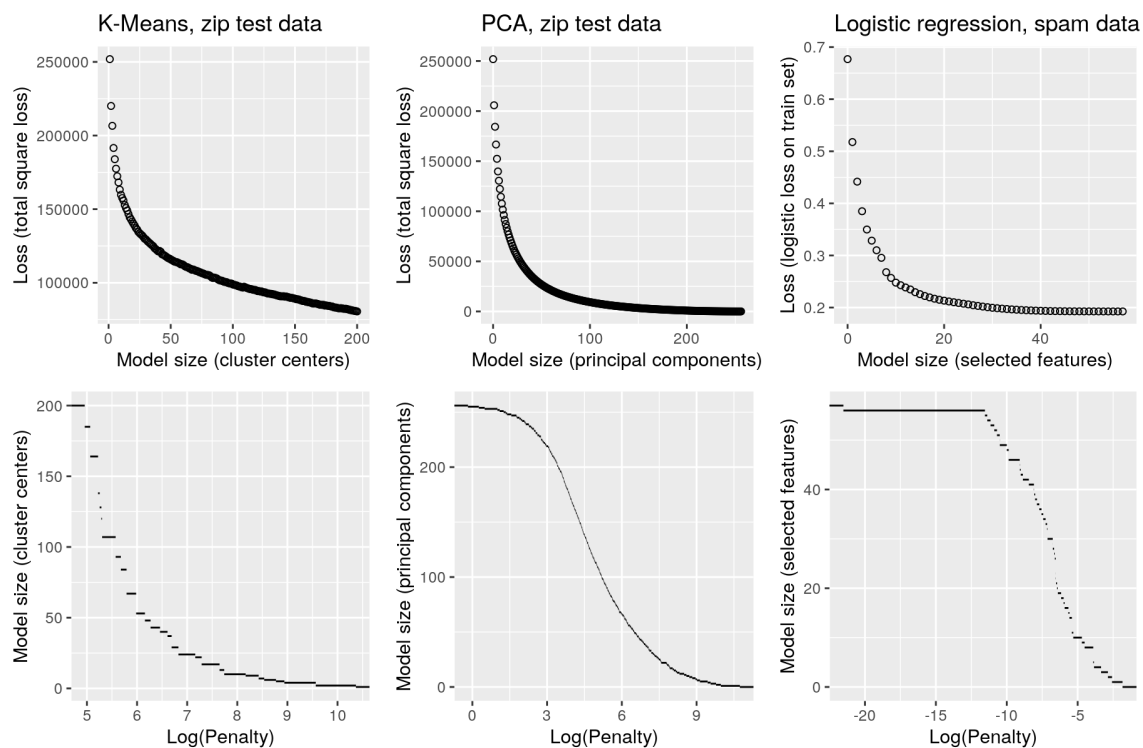 K-Means, zip test data
Loss (total square loss)
250000
200000
150000
100000
0 50 100 150 200
Model size (cluster centers)
PCA, zip test data
Loss (total square loss)
250000
200000
150000
100000
50000
0
0 100 200
Model size (principal components)
Logistic regression, spam data
Loss (logistic loss on train set)
0.7
0.6
0.5
0.4
0.3
0.2
0 20 40
Model size (selected features)
Model size (cluster centers)
200
150
100
50
0
5 6 7 8 9 10
Log(Penalty)
Model size (principal components)
200
100
0
0 3 6 9
Log(Penalty)
Model size (selected features)
40
20
0
-20 -15 -10 -5
Log(Penalty)